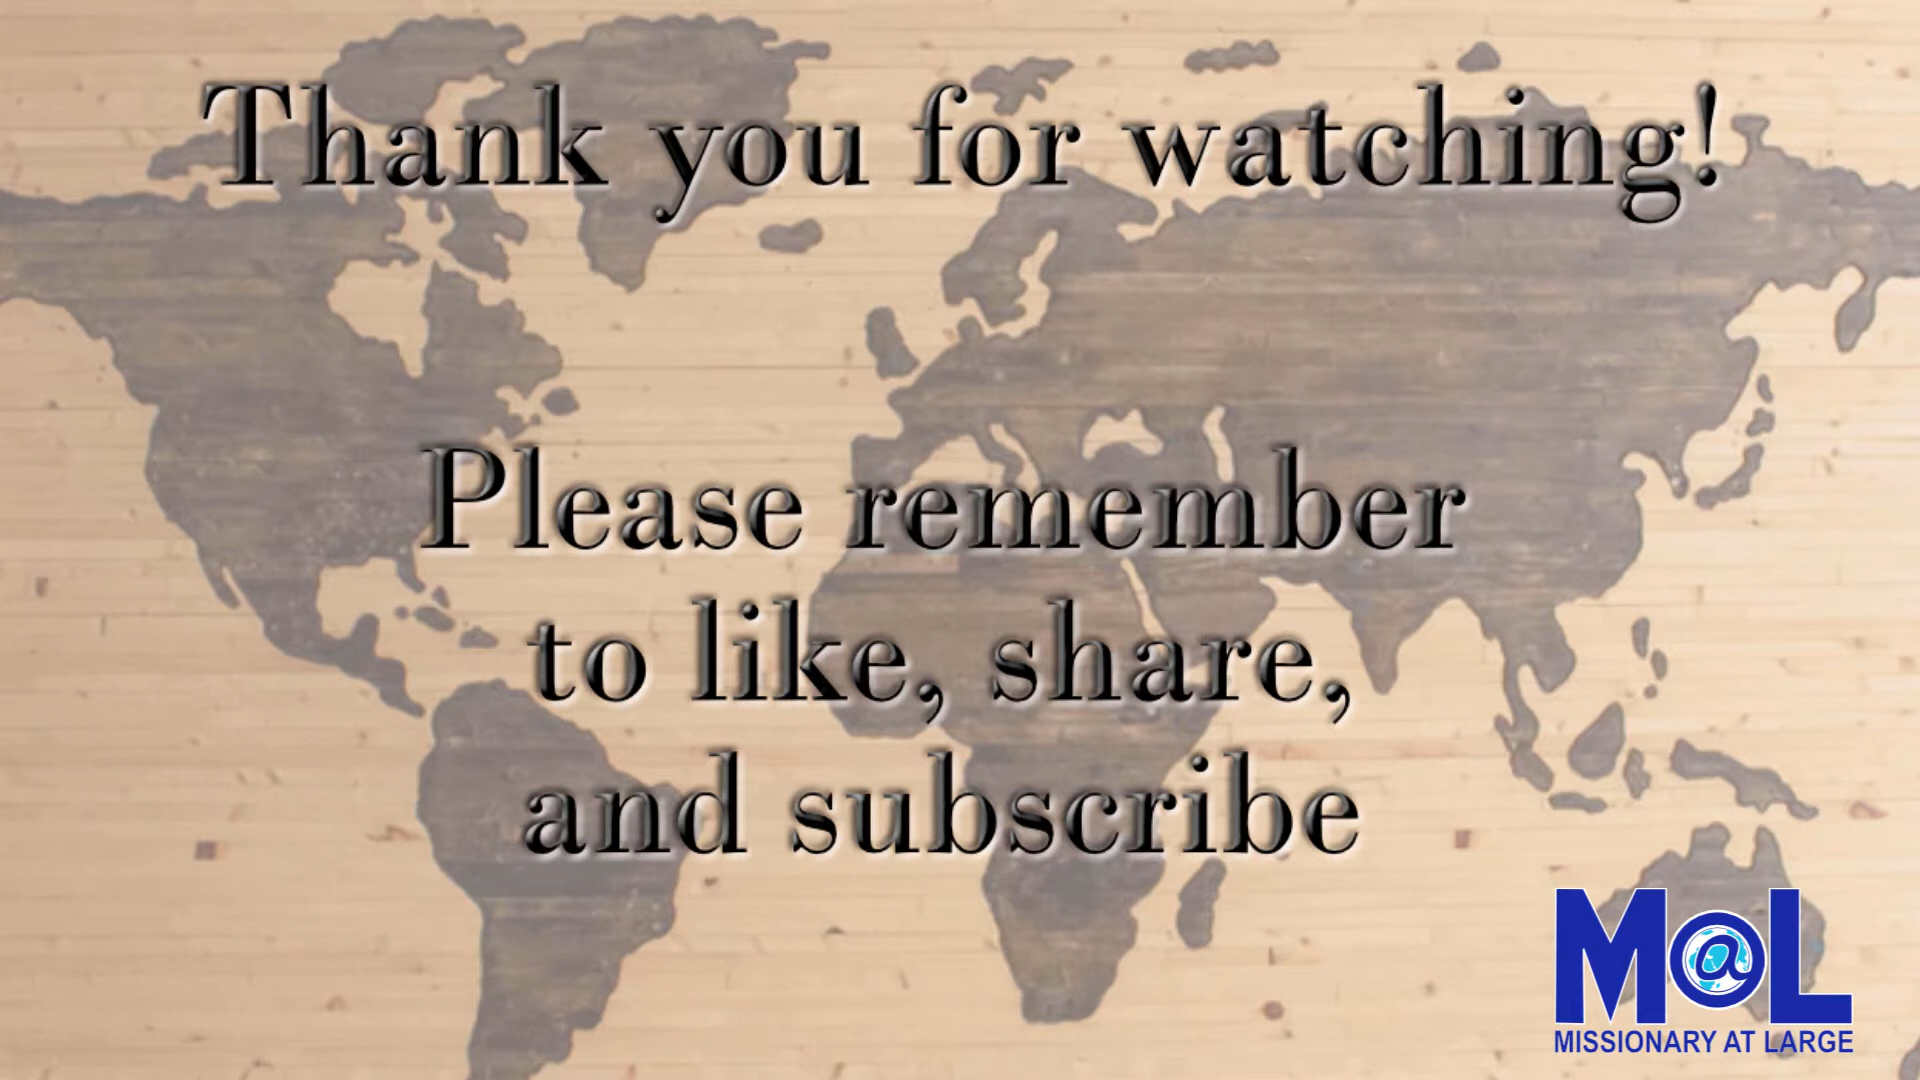 Thank you for watching!
Please remember
to like, share,
and subscribe
M@L
MISSIONARY AT LARGE